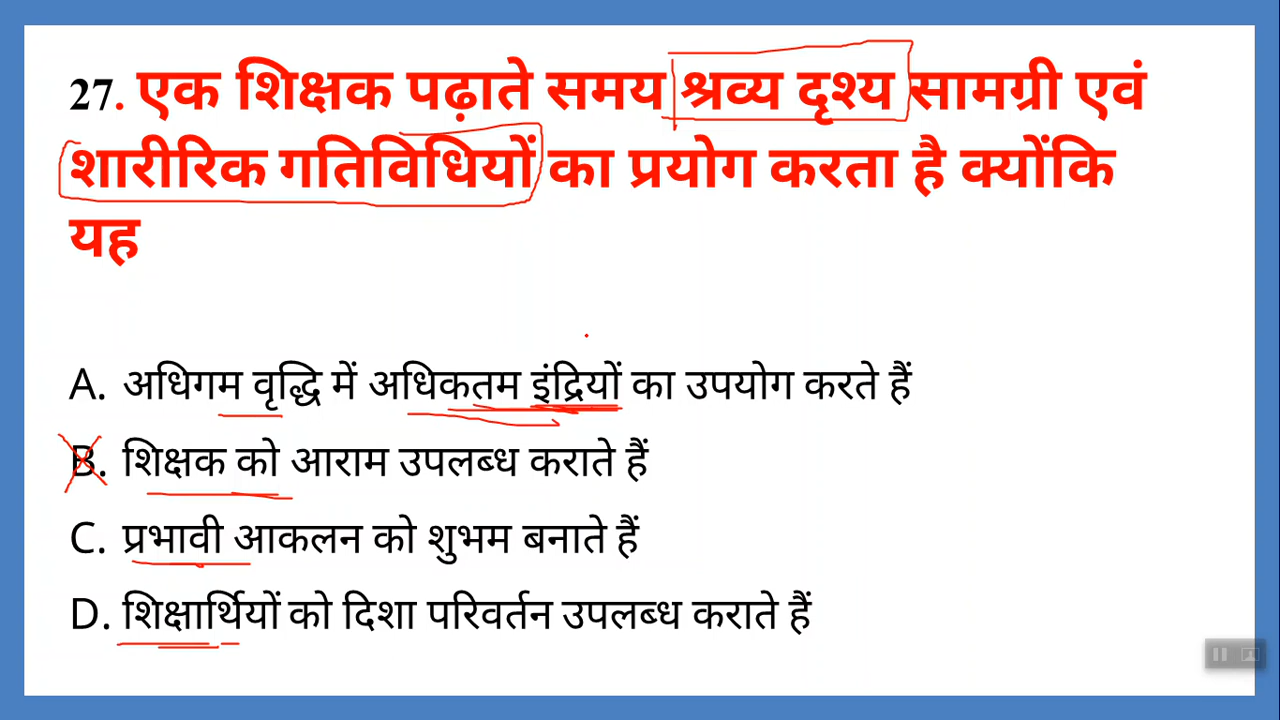 27. एक शिक्षक पढ़ाते समय श्रव्य दृश्य सामग्री एवं
शारीरिक गतिविधियों का प्रयोग करता है क्योंकि
यह
A. अधिगम वृद्धि में अधिकतम इंद्रियों का उपयोग करते हैं
B. शिक्षक को आराम उपलब्ध कराते हैं
C. प्रभावी आकलन को शुभम बनाते हैं
D. शिक्षार्थियों को दिशा परिवर्तन उपलब्ध कराते हैं